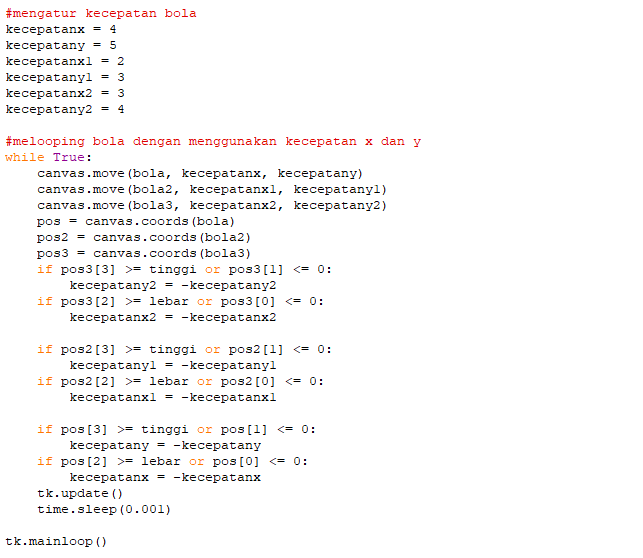 #mengatur kecepatan bola
kecepatanx = 4
kecepatany = 5
kecepatanx1 = 2
kecepatany1 = 3
kecepatanx2 = 3
kecepatany2 = 4

#melooping bola dengan menggunakan kecepatan x dan y
while True:
    canvas.move(bola, kecepatanx, kecepatany)
    canvas.move(bola2, kecepatanx1, kecepatany1)
    canvas.move(bola3, kecepatanx2, kecepatany2)
    pos = canvas.coords(bola)
    pos2 = canvas.coords(bola2)
    pos3 = canvas.coords(bola3)
    if pos3[3] >= tinggi or pos3[1] <= 0:
        kecepatany2 = -kecepatany2
    if pos3[2] >= lebar or pos3[0] <= 0:
        kecepatanx2 = -kecepatanx2

    if pos2[3] >= tinggi or pos2[1] <= 0:
        kecepatany1 = -kecepatany1
    if pos2[2] >= lebar or pos2[0] <= 0:
        kecepatanx1 = -kecepatanx1

    if pos[3] >= tinggi or pos[1] <= 0:
        kecepatany = -kecepatany
    if pos[2] >= lebar or pos[0] <= 0:
        kecepatanx = -kecepatanx
    tk.update()
    time.sleep(0.001)

tk.mainloop()